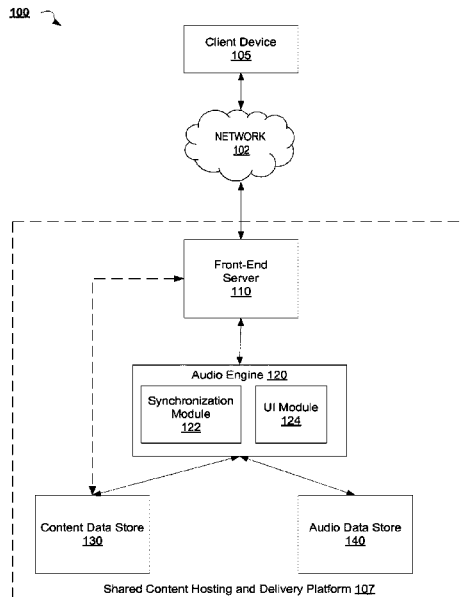 100
Client Device
105
NETWORK
102
Front-End
Server
110
Audio Engine 120
Synchronization
Module
122
UI Module
124
Content Data Store
130
Audio Data Store
140
Shared Content Hosting and Delivery Platform 107